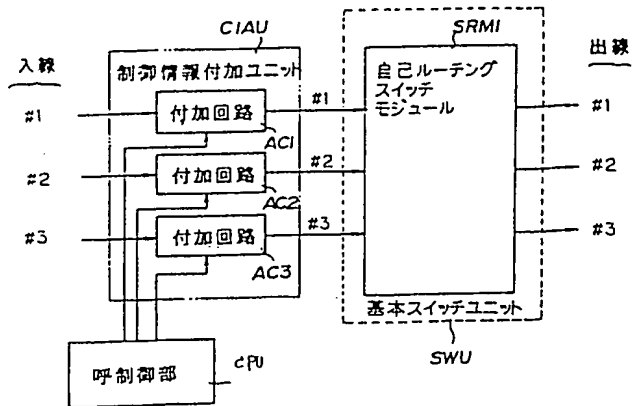 CIAU
SRM1
入線
制御情報付加ユニット
自己ルーティング
スイッチ
モジュール
出線
#1
付加回路
#1
#1
AC1
#2
付加回路
#2
#2
AC2
#3
付加回路
#3
#3
AC3
基本スイッチユニット
呼制御部
CPU
SWU